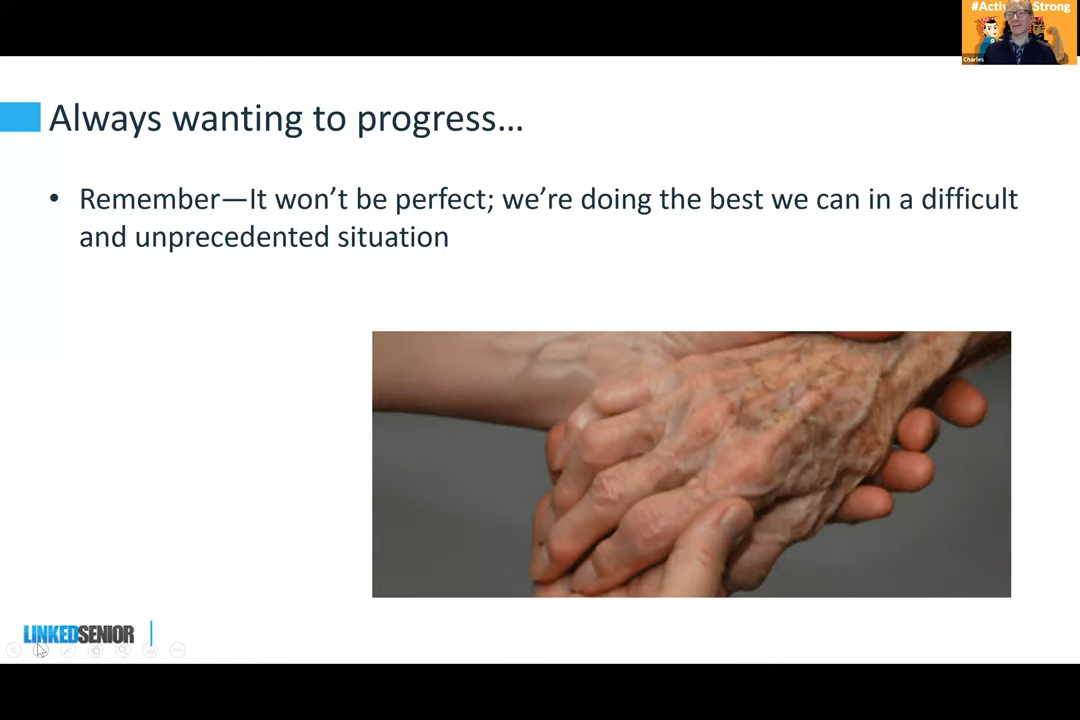 #Activ Strong
Charles
Always wanting to progress...
• Remember—It won't be perfect; we're doing the best we can in a difficult
and unprecedented situation
LINKEDSENIOR